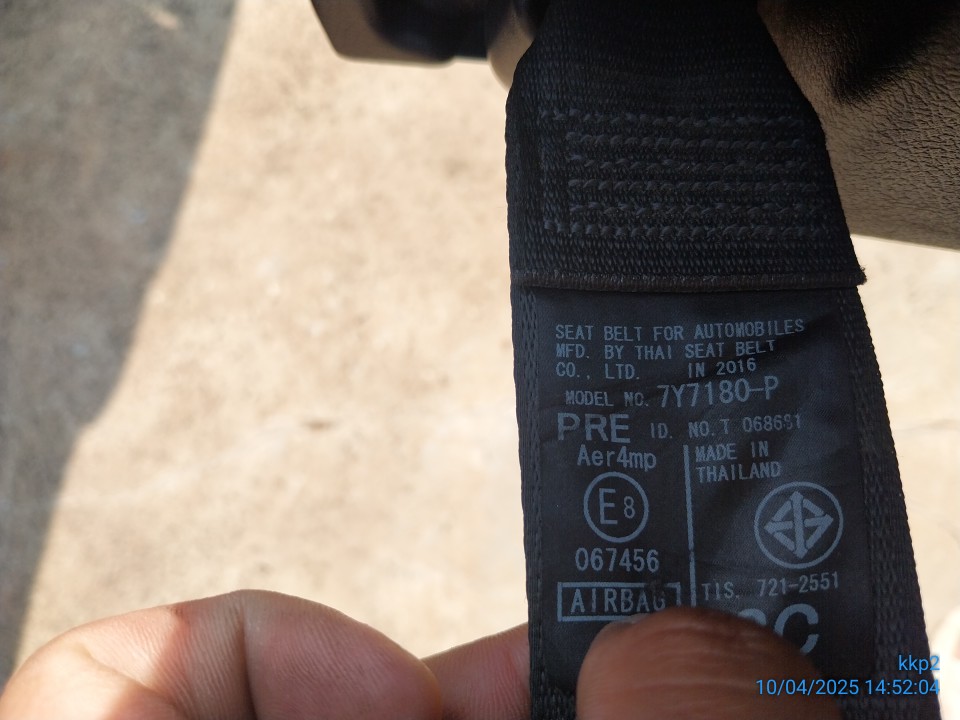 SEAT BELT FOR AUTOMOBILES
MFD. BY THAI SEAT BELT
CO., LTD. IN 2016
MODEL NO. 7Y7180-P
PRE ID. NO. T 068681
Aer4mp
MADE IN
THAILAND
E8
067456
AIRBAG
TIS. 721-2551
kkp2
10/04/2025 14:52:04